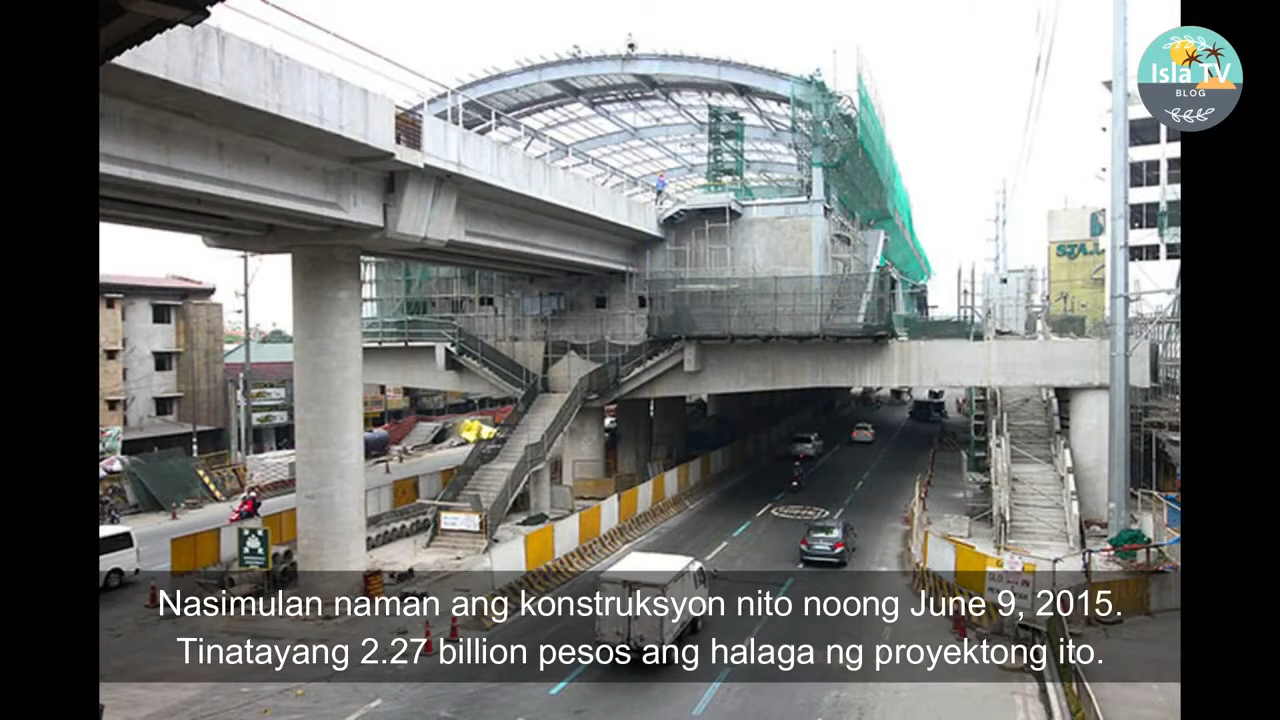 Isla TV
BLOG
Nasimulan naman ang konstruksyon nito noong June 9, 2015.
Tinatayang 2.27 billion pesos ang halaga ng proyektong ito.